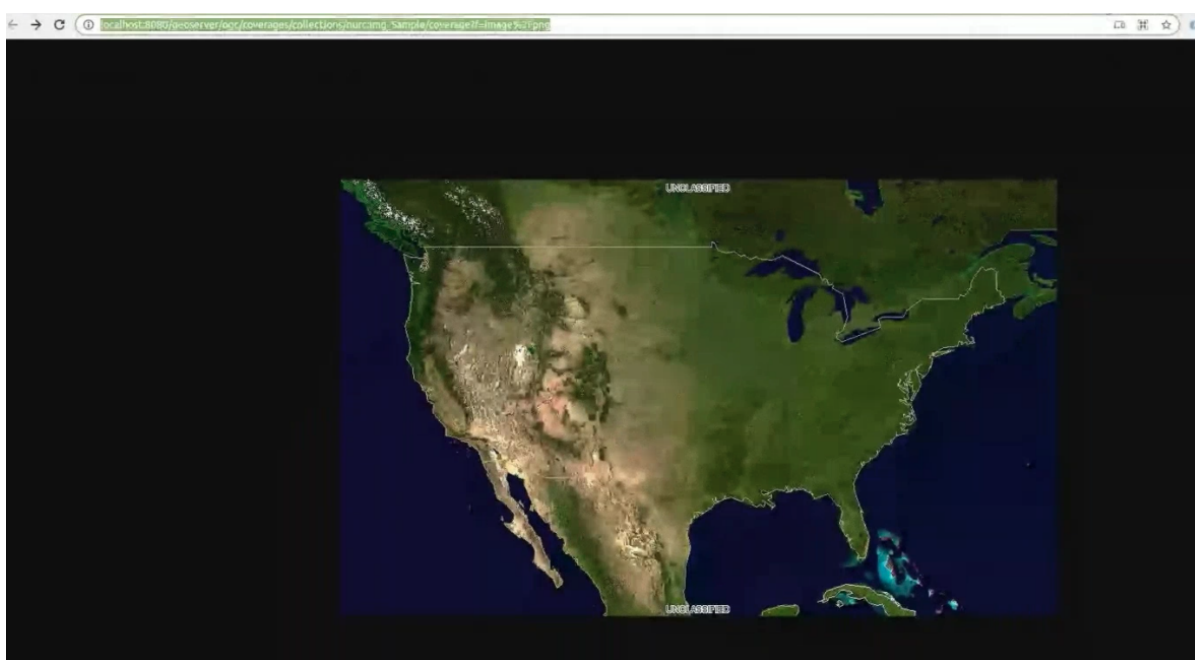 localhost:8080/geoserver/ogc/coverages/collections/nurc:Img_Sample/coverage?f=image%2Fpng
UNCLASSIFIED
UNCLASSIFIED